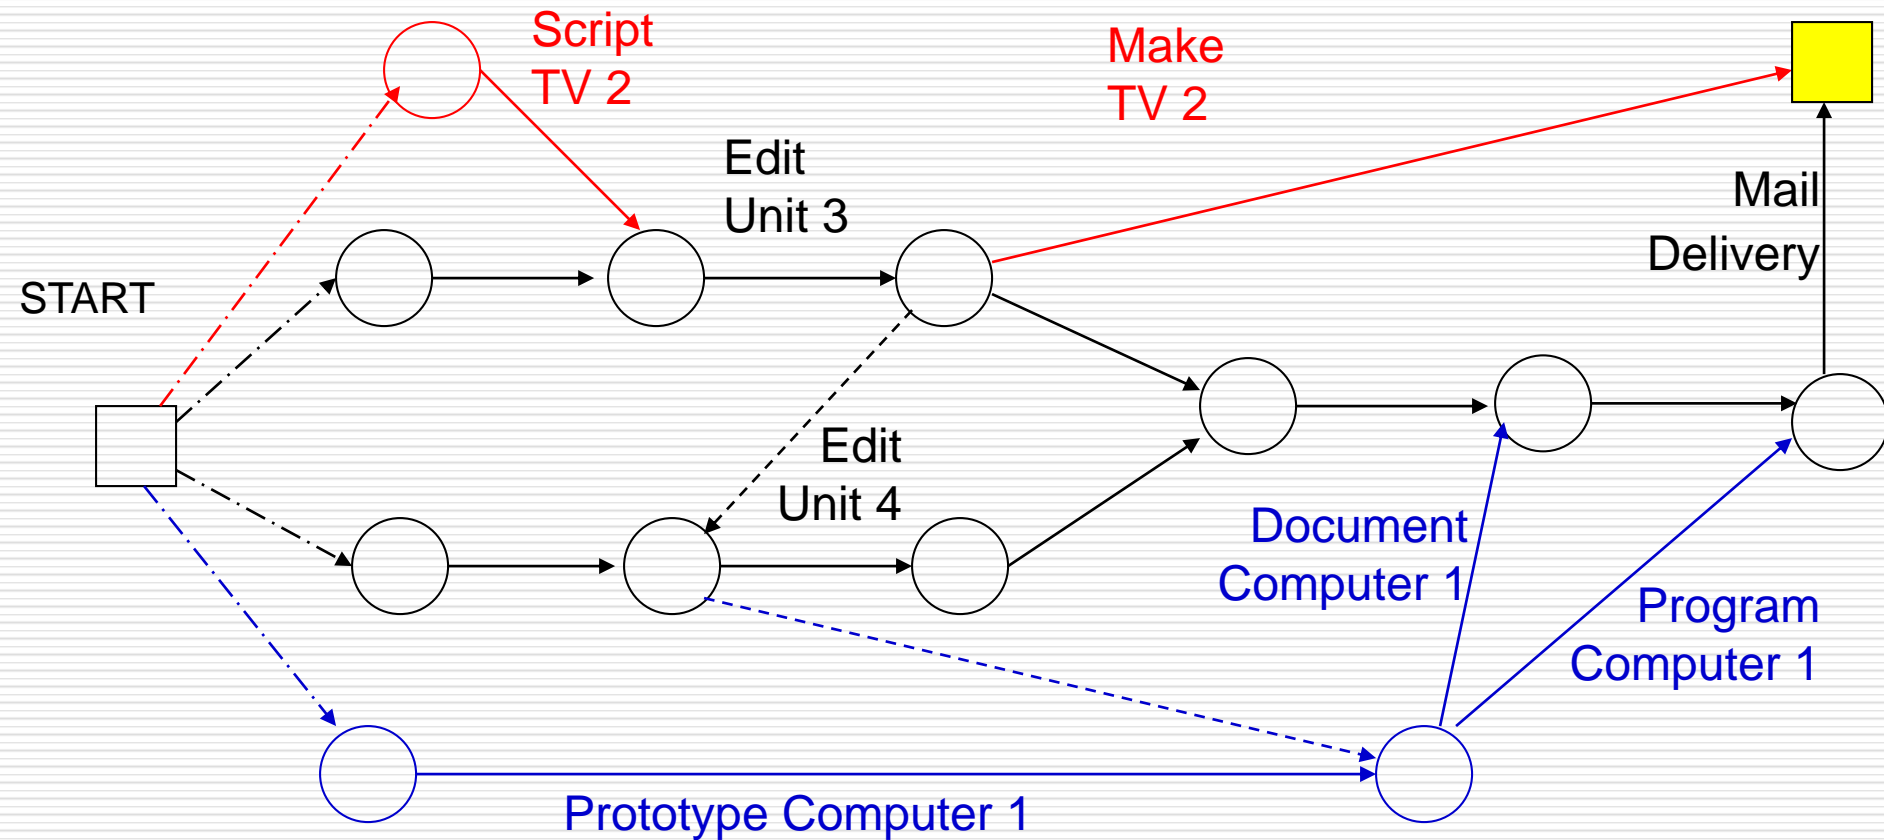 Script
TV 2
Make
TV 2
Edit
Unit 3
Mail
Delivery
START
Edit
Unit 4
Document
Computer 1
Program
Computer 1
Prototype Computer 1